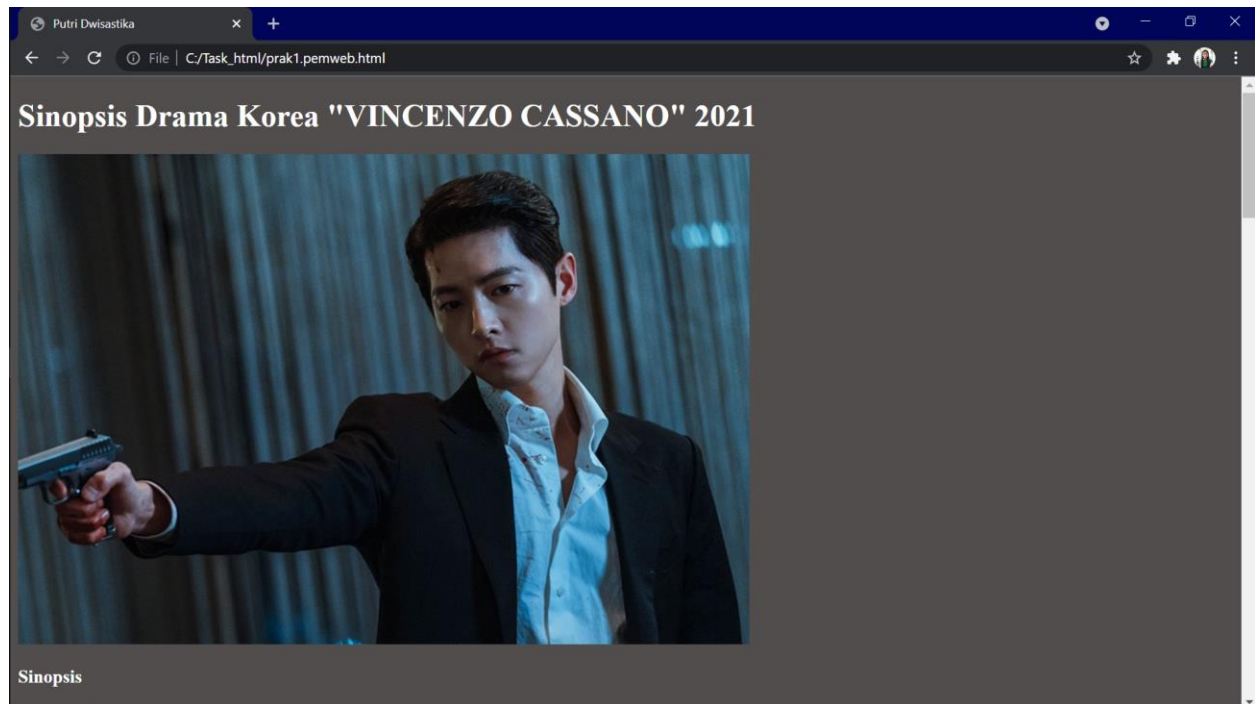 Putri Dwisastika
File | C:/Task_html/prak1.pemweb.html
Sinopsis Drama Korea "VINCENZO CASSANO" 2021
Sinopsis